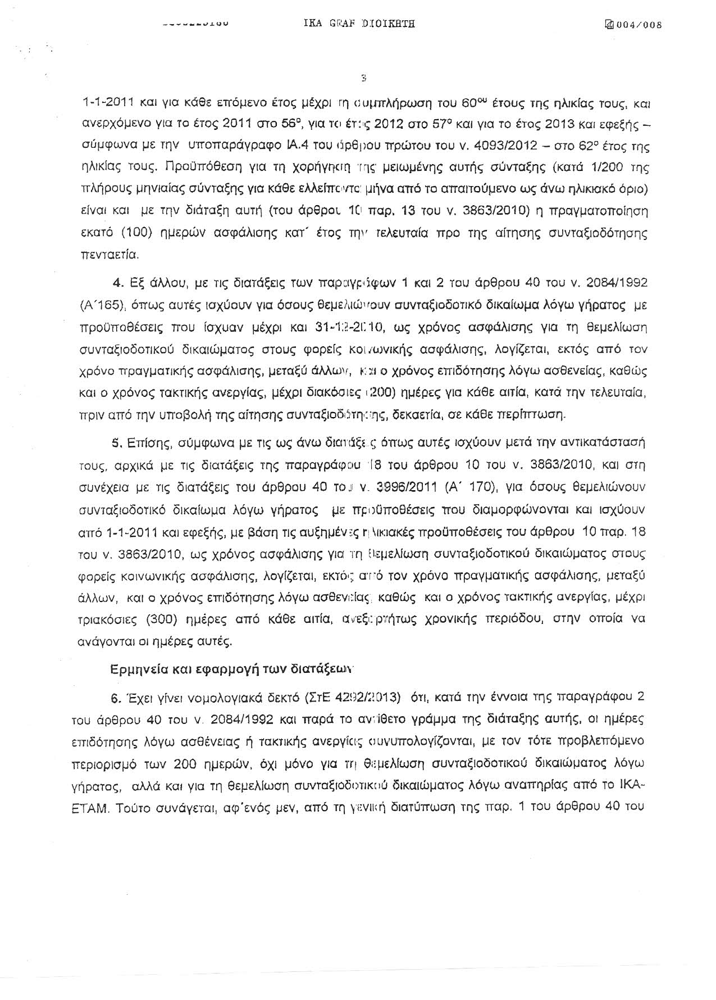 ΙΚΑ GRAF DIOIKHTH 004/008
3
1-1-2011 και για κάθε επόμενο έτος μέχρι τη συμπλήρωση του 60ου έτους της ηλικίας τους, και
ανερχόμενο για το έτος 2011 στο 56ο, για το έτος 2012 στο 57ο και για το έτος 2013 και εφεξής –
σύμφωνα με την υποπαράγραφο ΙΑ.4 του άρθρου πρώτου του ν. 4093/2012 – στο 62ο έτος της
ηλικίας τους. Προϋπόθεση για τη χορήγηση της μειωμένης αυτής σύνταξης (κατά 1/200 της
πλήρους μηνιαίας σύνταξης για κάθε ελλείποντα μήνα από το απαιτούμενο ως άνω ηλικιακό όριο)
είναι και με την διάταξη αυτή (του άρθρου 10 παρ. 13 του ν. 3863/2010) η πραγματοποίηση
εκατό (100) ημερών ασφάλισης κατ΄ έτος την τελευταία προ της αίτησης συνταξιοδότησης
πενταετία.
4. Εξ άλλου, με τις διατάξεις των παραγράφων 1 και 2 του άρθρου 40 του ν. 2084/1992
(Α΄165), όπως αυτές ισχύουν για όσους θεμελιώνουν συνταξιοδοτικό δικαίωμα λόγω γήρατος με
προϋποθέσεις που ίσχυαν μέχρι και 31-12-2010, ως χρόνος ασφάλισης για τη θεμελίωση
συνταξιοδοτικού δικαιώματος στους φορείς κοινωνικής ασφάλισης, λογίζεται, εκτός από τον
χρόνο πραγματικής ασφάλισης, μεταξύ άλλων, και ο χρόνος επιδότησης λόγω ασθενείας, καθώς
και ο χρόνος τακτικής ανεργίας, μέχρι διακόσιες (200) ημέρες για κάθε αιτία, κατά την τελευταία,
πριν από την υποβολή της αίτησης συνταξιοδότησης, δεκαετία, σε κάθε περίπτωση.
5. Επίσης, σύμφωνα με τις ως άνω διατάξεις όπως αυτές ισχύουν μετά την αντικατάστασή
τους, αρχικά με τις διατάξεις της παραγράφου 18 του άρθρου 10 του ν. 3863/2010, και στη
συνέχεια με τις διατάξεις του άρθρου 40 του ν. 3996/2011 (Α΄ 170), για όσους θεμελιώνουν
συνταξιοδοτικό δικαίωμα λόγω γήρατος με προϋποθέσεις που διαμορφώνονται και ισχύουν
από 1-1-2011 και εφεξής, με βάση τις αυξημένες ηλικιακές προϋποθέσεις του άρθρου 10 παρ. 18
του ν. 3863/2010, ως χρόνος ασφάλισης για τη θεμελίωση συνταξιοδοτικού δικαιώματος στους
φορείς κοινωνικής ασφάλισης, λογίζεται, εκτός από τον χρόνο πραγματικής ασφάλισης, μεταξύ
άλλων, και ο χρόνος επιδότησης λόγω ασθενείας, καθώς και ο χρόνος τακτικής ανεργίας, μέχρι
τριακόσιες (300) ημέρες από κάθε αιτία, ανεξαρτήτως χρονικής περιόδου, στην οποία να
ανάγονται οι ημέρες αυτές.
Ερμηνεία και εφαρμογή των διατάξεων
6. Έχει γίνει νομολογιακά δεκτό (ΣτΕ 4292/2013) ότι, κατά την έννοια της παραγράφου 2
του άρθρου 40 του ν. 2084/1992 και παρά το αντίθετο γράμμα της διάταξης αυτής, οι ημέρες
επιδότησης λόγω ασθένειας ή τακτικής ανεργίας συνυπολογίζονται, με τον τότε προβλεπόμενο
περιορισμό των 200 ημερών, όχι μόνο για τη θεμελίωση συνταξιοδοτικού δικαιώματος λόγω
γήρατος, αλλά και για τη θεμελίωση συνταξιοδοτικού δικαιώματος λόγω αναπηρίας από το ΙΚΑ-
ΕΤΑΜ. Τούτο συνάγεται, αφ΄ενός μεν, από τη γενική διατύπωση της παρ. 1 του άρθρου 40 του